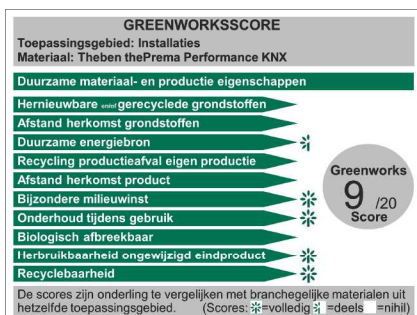 GREENWORKSSCORE
Toepassingsgebied: Installaties
Materiaal: Theben thePrema Performance KNX
Duurzame materiaal- en productie eigenschappen
Hernieuwbare en/of gerecyclede grondstoffen
Afstand herkomst grondstoffen
Duurzame energiebron
Recycling productieafval eigen productie
Afstand herkomst product
Bijzondere milieuwinst
Onderhoud tijdens gebruik
Biologisch afbreekbaar
Herbruikbaarheid ongewijzigd eindproduct
Recyclebaarheid
Greenworks
9 /20
Score
De scores zijn onderling te vergelijken met branchegelijke materialen uit
hetzelfde toepassingsgebied. (Scores: =volledig =deels =nihil)